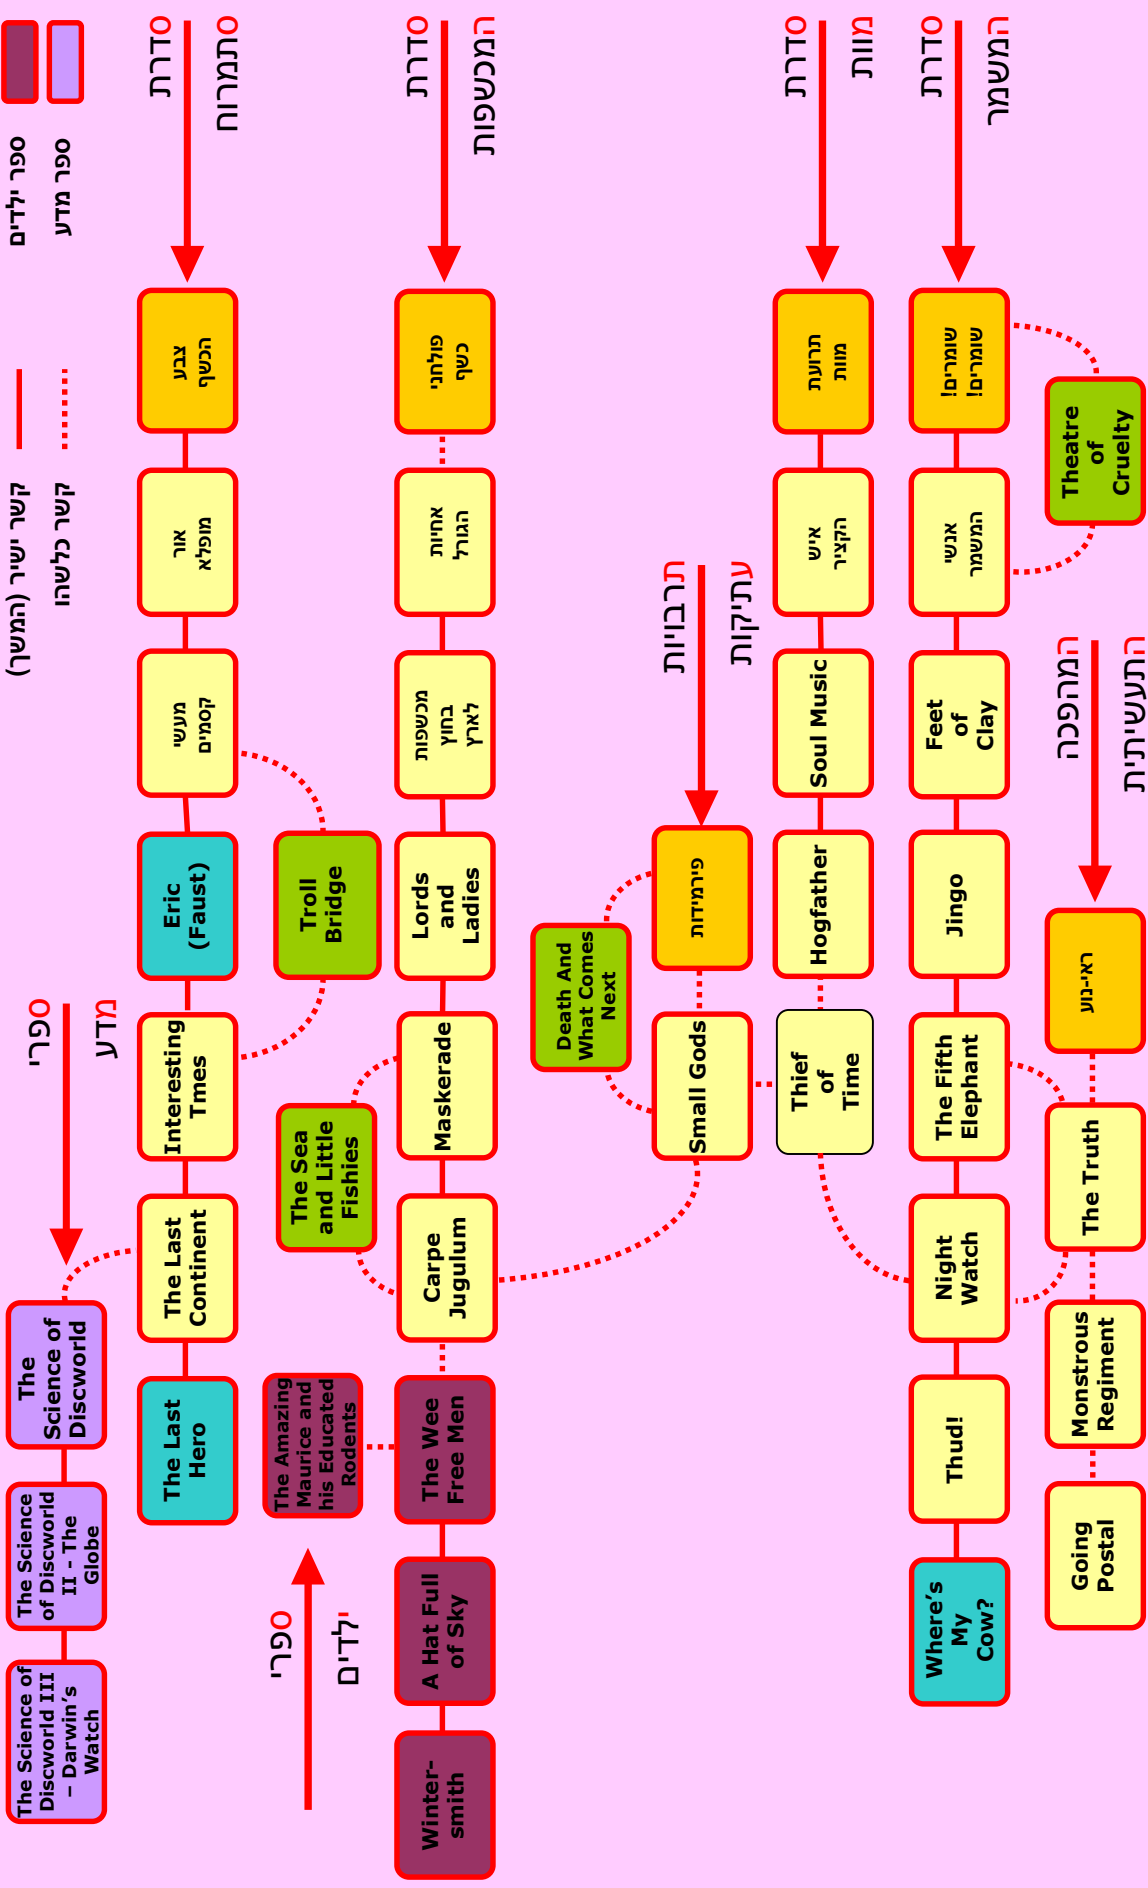 ספר ילדים
ספר מדע
קשר ישיר (המשך)
קשר כלשהו
סדרת
סתמרוח
צבע
הכשף
אור
מופלא
מעשי
קסמים
Eric
(Faust)
Interesting
Tmes
The Last
Continent
The Last
Hero
Troll
Bridge
ספרי
מדע
The
Science of
Discworld
The Science
of Discworld
II - The
Globe
The Science of
Discworld III
– Darwin’s
Watch
סדרת
המכשפות
כשף
פולחני
אחיות
הגורל
מכשפות
בחוץ
לארץ
Lords
and
Ladies
Maskerade
Carpe
Jugulum
The Sea
and Little
Fishies
The Wee
Free Men
A Hat Full
of Sky
Winter-
smith
The Amazing
Maurice and
his Educated
Rodents
ספרי
ילדים
תרבויות
עתיקות
פירמידות
Small Gods
Death And
What Comes
Next
סדרת
מוות
תרועת
מות
איש
הקציר
Soul Music
Hogfather
Thief
of
Time
סדרת
המשמר
שומרים!
שומרים!
אנשי
המשמר
Feet
of
Clay
Jingo
The Fifth
Elephant
Night
Watch
Thud!
Where’s
My
Cow?
Theatre
of
Cruelty
המהפכה
התעשיתית
ראי-נוע
The Truth
Monstrous
Regiment
Going
Postal